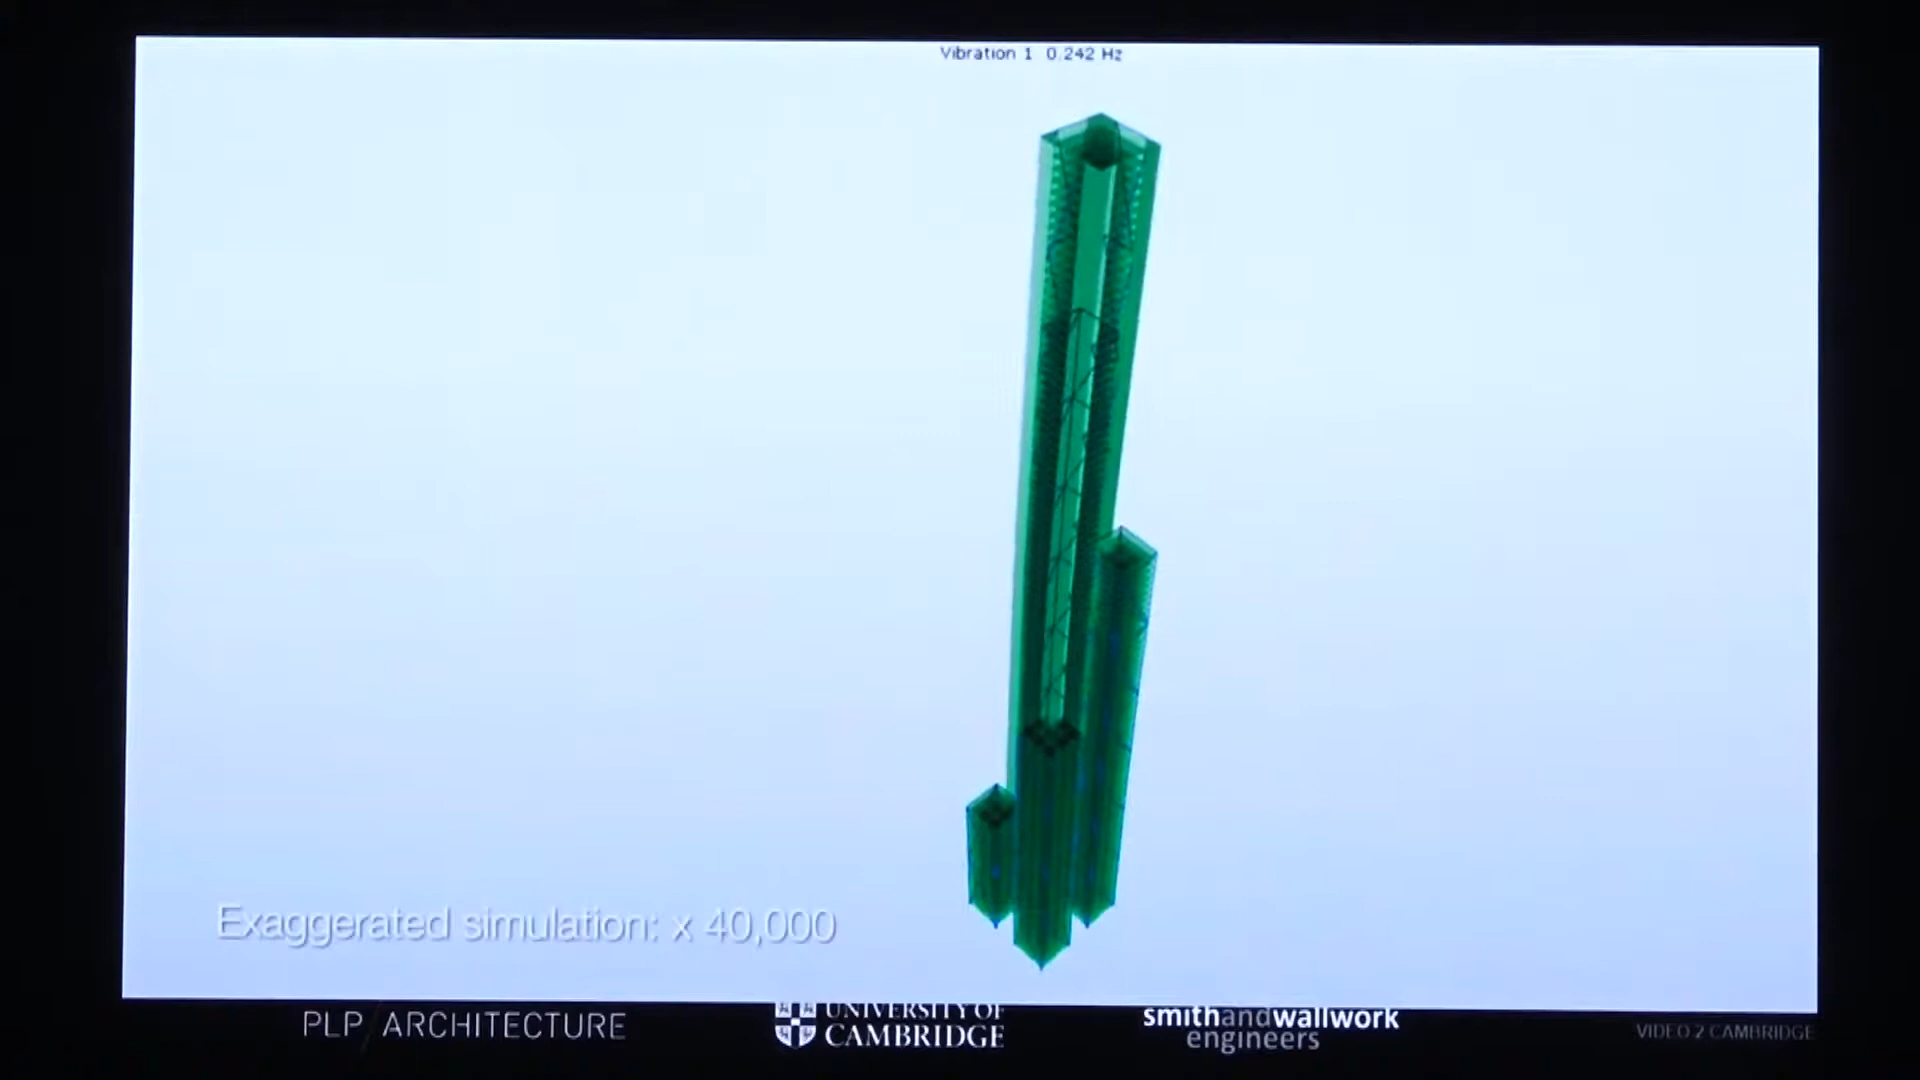 Vibration 1 0.242 Hz
Exaggerated simulation: x 40,000
PLP / ARCHITECTURE
UNIVERSITY OF
CAMBRIDGE
smithandwallwork
engineers
VIDEO 2 CAMBRIDGE